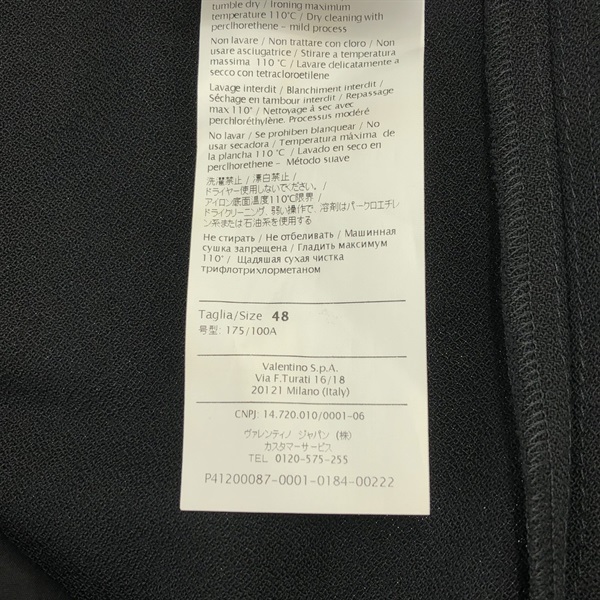 tumble dry / Ironing maximum
temperature 110°C / Dry cleaning with
perclhorethene - mild process
Non lavare / Non trattare con cloro / Non
usare asciugatrice / Stirare a temperatura
massima 110 °C / Lavare delicatamente a
secco con tetracloroetilene
Lavage interdit / Blanchiment interdit /
Séchage en tambour interdit / Repassage
max 110° / Nettoyage à sec avec
perchloréthylène. Processus modéré
No lavar / Se prohiben blanquear / No
usar secadora / Temperatura máxima de
la plancha 110 °C / Lavado en seco en
perclhorethene - Método suave
洗濯禁止 / 漂白禁止 /
ドライヤー使用しないでください。 /
アイロン底面温度110℃限界 /
ドライクリーニング、弱い操作で、溶剤はパークロエチレ
ン系または石油系を使用する
Не стирать / Не отбеливать / Машинная
сушка запрещена / Гладить максимум
110° / Щадяшая сухая чистка
трифлотрихлорметаном
Taglia/Size 48
号型: 175/100A
Valentino S.p.A.
Via F.Turati 16/18
20121 Milano (Italy)
CNPJ: 14.720.010/0001-06
ヴァレンティノ ジャパン (株)
カスタマーサービス
TEL 0120-575-255
P41200087-0001-0184-00222